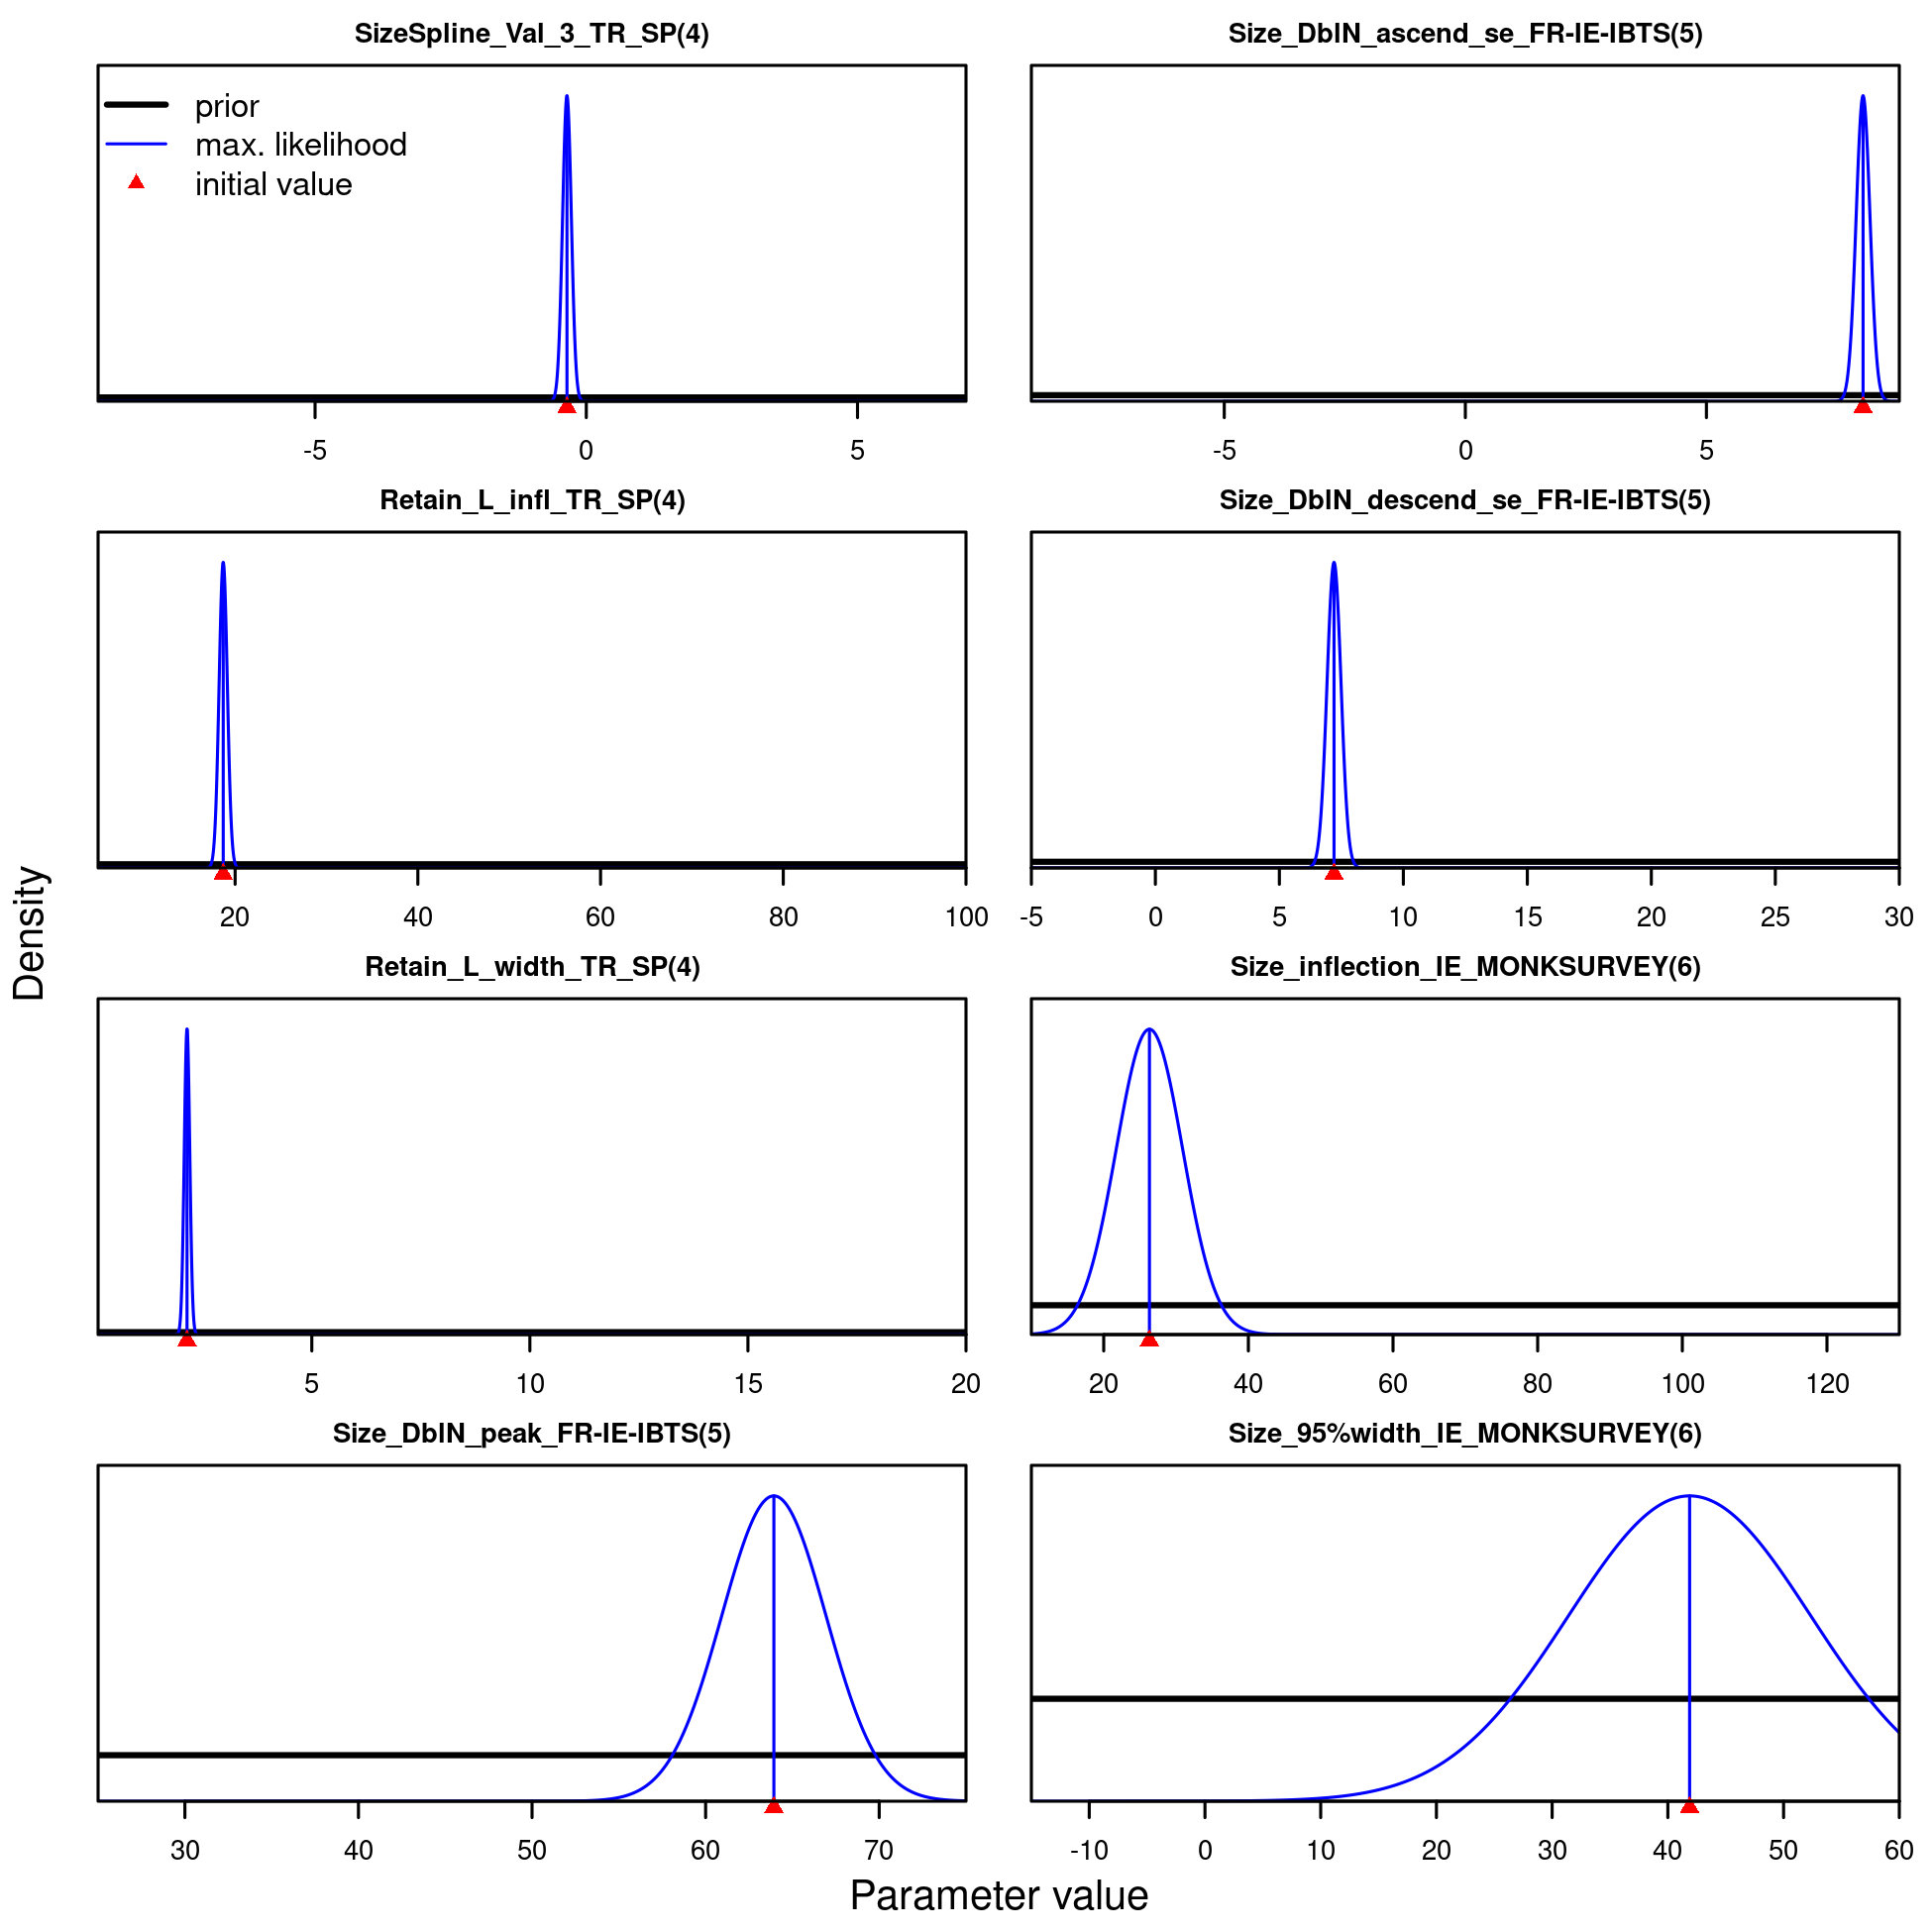 SizeSpline_Val_3_TR_SP(4)
prior
max. likelihood
initial value
-5 0 5
Size_DblN_ascend_se_FR-IE-IBTS(5)
-5 0 5
Retain_L_infl_TR_SP(4)
20 40 60 80 100
Size_DblN_descend_se_FR-IE-IBTS(5)
-5 0 5 10 15 20 25 30
Retain_L_width_TR_SP(4)
5 10 15 20
Size_inflection_IE_MONKSURVEY(6)
20 40 60 80 100 120
Size_DblN_peak_FR-IE-IBTS(5)
30 40 50 60 70
Size_95%width_IE_MONKSURVEY(6)
-10 0 10 20 30 40 50 60
Density
Parameter value